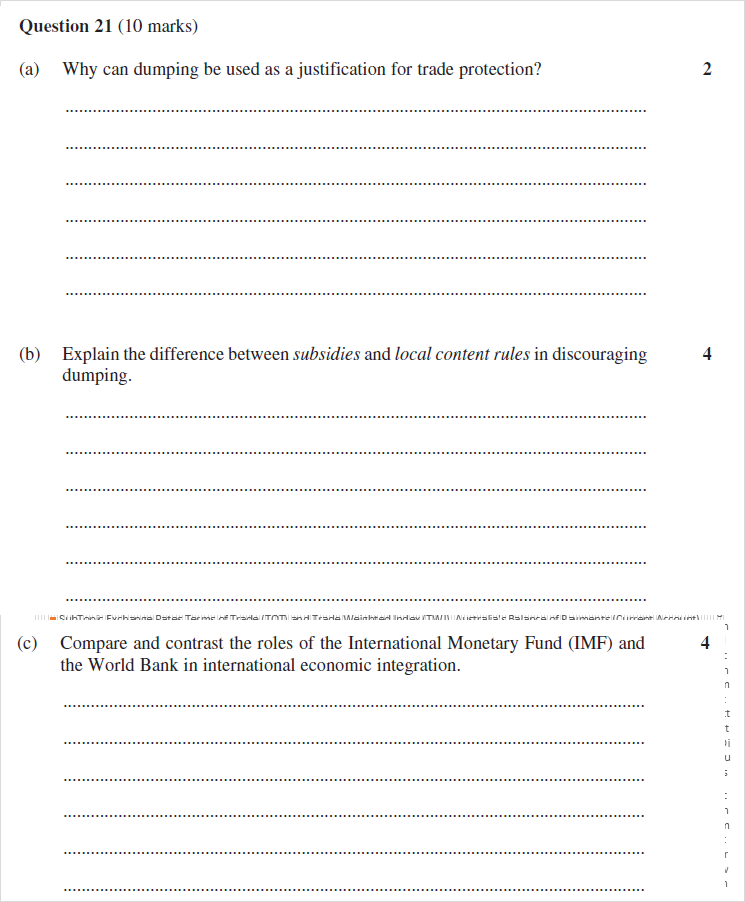 Question 21 (10 marks)
(a) Why can dumping be used as a justification for trade protection? 2
(b) Explain the difference between subsidies and local content rules in discouraging 4
dumping.
SubTopic Exchange Rates Terms of Trade (TOT) and Trade Weighted Index (TWI) Australia's Balance of Payments (Current Account)
(c) Compare and contrast the roles of the International Monetary Fund (IMF) and 4
the World Bank in international economic integration.